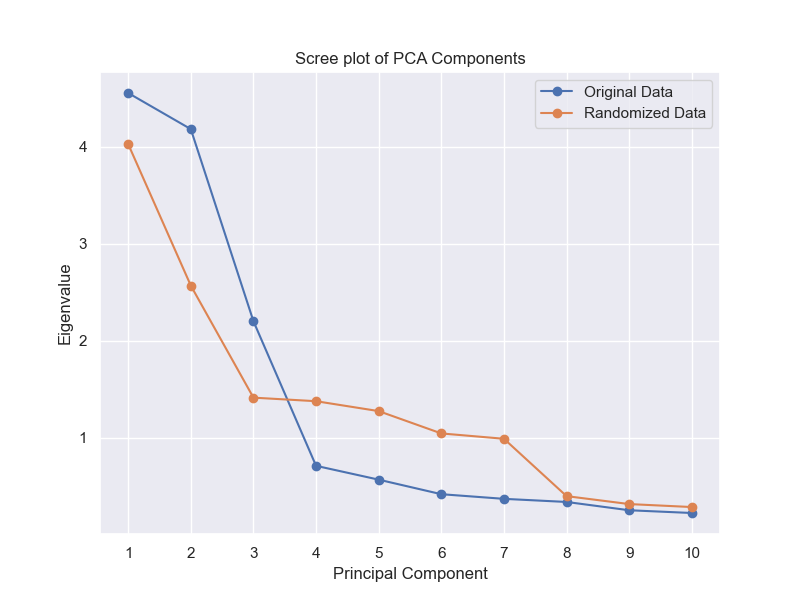 Scree plot of PCA Components
Original Data
Randomized Data
4
3
2
1
Eigenvalue
1 2 3 4 5 6 7 8 9 10
Principal Component